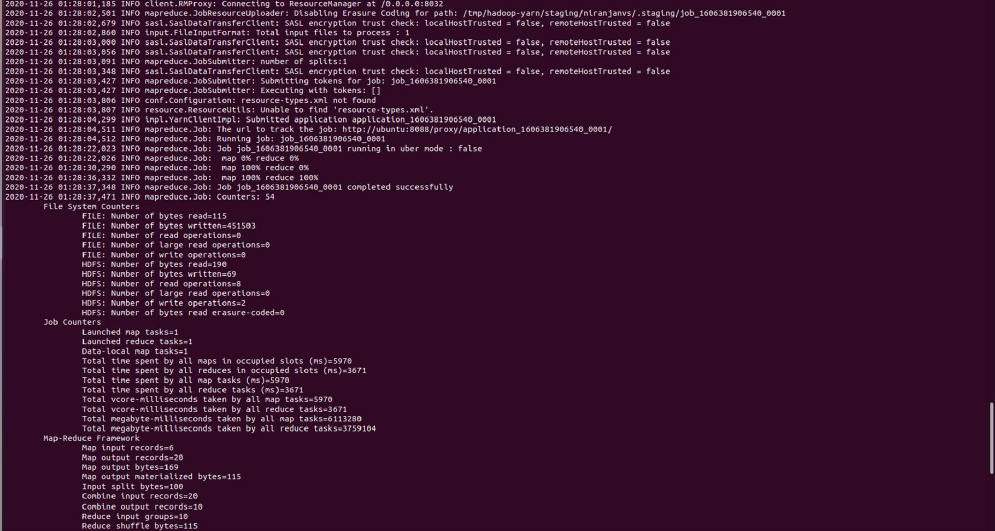 2020-11-26 01:28:01,185 INFO client.RMProxy: Connecting to ResourceManager at /0.0.0.0:8032
2020-11-26 01:28:02,501 INFO mapreduce.JobResourceUploader: Disabling Erasure Coding for path: /tmp/hadoop-yarn/staging/niranjanvs/.staging/job_1606381906540_0001
2020-11-26 01:28:02,679 INFO sasl.SaslDataTransferClient: SASL encryption trust check: localHostTrusted = false, remoteHostTrusted = false
2020-11-26 01:28:02,860 INFO input.FileInputFormat: Total input files to process : 1
2020-11-26 01:28:03,000 INFO sasl.SaslDataTransferClient: SASL encryption trust check: localHostTrusted = false, remoteHostTrusted = false
2020-11-26 01:28:03,056 INFO sasl.SaslDataTransferClient: SASL encryption trust check: localHostTrusted = false, remoteHostTrusted = false
2020-11-26 01:28:03,091 INFO mapreduce.JobSubmitter: number of splits:1
2020-11-26 01:28:03,348 INFO sasl.SaslDataTransferClient: SASL encryption trust check: localHostTrusted = false, remoteHostTrusted = false
2020-11-26 01:28:03,427 INFO mapreduce.JobSubmitter: Submitting tokens for job: job_1606381906540_0001
2020-11-26 01:28:03,427 INFO mapreduce.JobSubmitter: Executing with tokens: []
2020-11-26 01:28:03,806 INFO conf.Configuration: resource-types.xml not found
2020-11-26 01:28:03,807 INFO resource.ResourceUtils: Unable to find 'resource-types.xml'.
2020-11-26 01:28:04,299 INFO impl.YarnClientImpl: Submitted application application_1606381906540_0001
2020-11-26 01:28:04,511 INFO mapreduce.Job: The url to track the job: http://ubuntu:8088/proxy/application_1606381906540_0001/
2020-11-26 01:28:04,512 INFO mapreduce.Job: Running job: job_1606381906540_0001
2020-11-26 01:28:22,023 INFO mapreduce.Job: Job job_1606381906540_0001 running in uber mode : false
2020-11-26 01:28:22,026 INFO mapreduce.Job:  map 0% reduce 0%
2020-11-26 01:28:30,290 INFO mapreduce.Job:  map 100% reduce 0%
2020-11-26 01:28:36,332 INFO mapreduce.Job:  map 100% reduce 100%
2020-11-26 01:28:37,348 INFO mapreduce.Job: Job job_1606381906540_0001 completed successfully
2020-11-26 01:28:37,471 INFO mapreduce.Job: Counters: 54
File System Counters
FILE: Number of bytes read=115
FILE: Number of bytes written=451503
FILE: Number of read operations=0
FILE: Number of large read operations=0
FILE: Number of write operations=0
HDFS: Number of bytes read=190
HDFS: Number of bytes written=69
HDFS: Number of read operations=8
HDFS: Number of large read operations=0
HDFS: Number of write operations=2
HDFS: Number of bytes read erasure-coded=0
Job Counters
Launched map tasks=1
Launched reduce tasks=1
Data-local map tasks=1
Total time spent by all maps in occupied slots (ms)=5970
Total time spent by all reduces in occupied slots (ms)=3671
Total time spent by all map tasks (ms)=5970
Total time spent by all reduce tasks (ms)=3671
Total vcore-milliseconds taken by all map tasks=5970
Total vcore-milliseconds taken by all reduce tasks=3671
Total megabyte-milliseconds taken by all map tasks=6113280
Total megabyte-milliseconds taken by all reduce tasks=3759104
Map-Reduce Framework
Map input records=6
Map output records=20
Map output bytes=169
Map output materialized bytes=115
Input split bytes=100
Combine input records=20
Combine output records=10
Reduce input groups=10
Reduce shuffle bytes=115